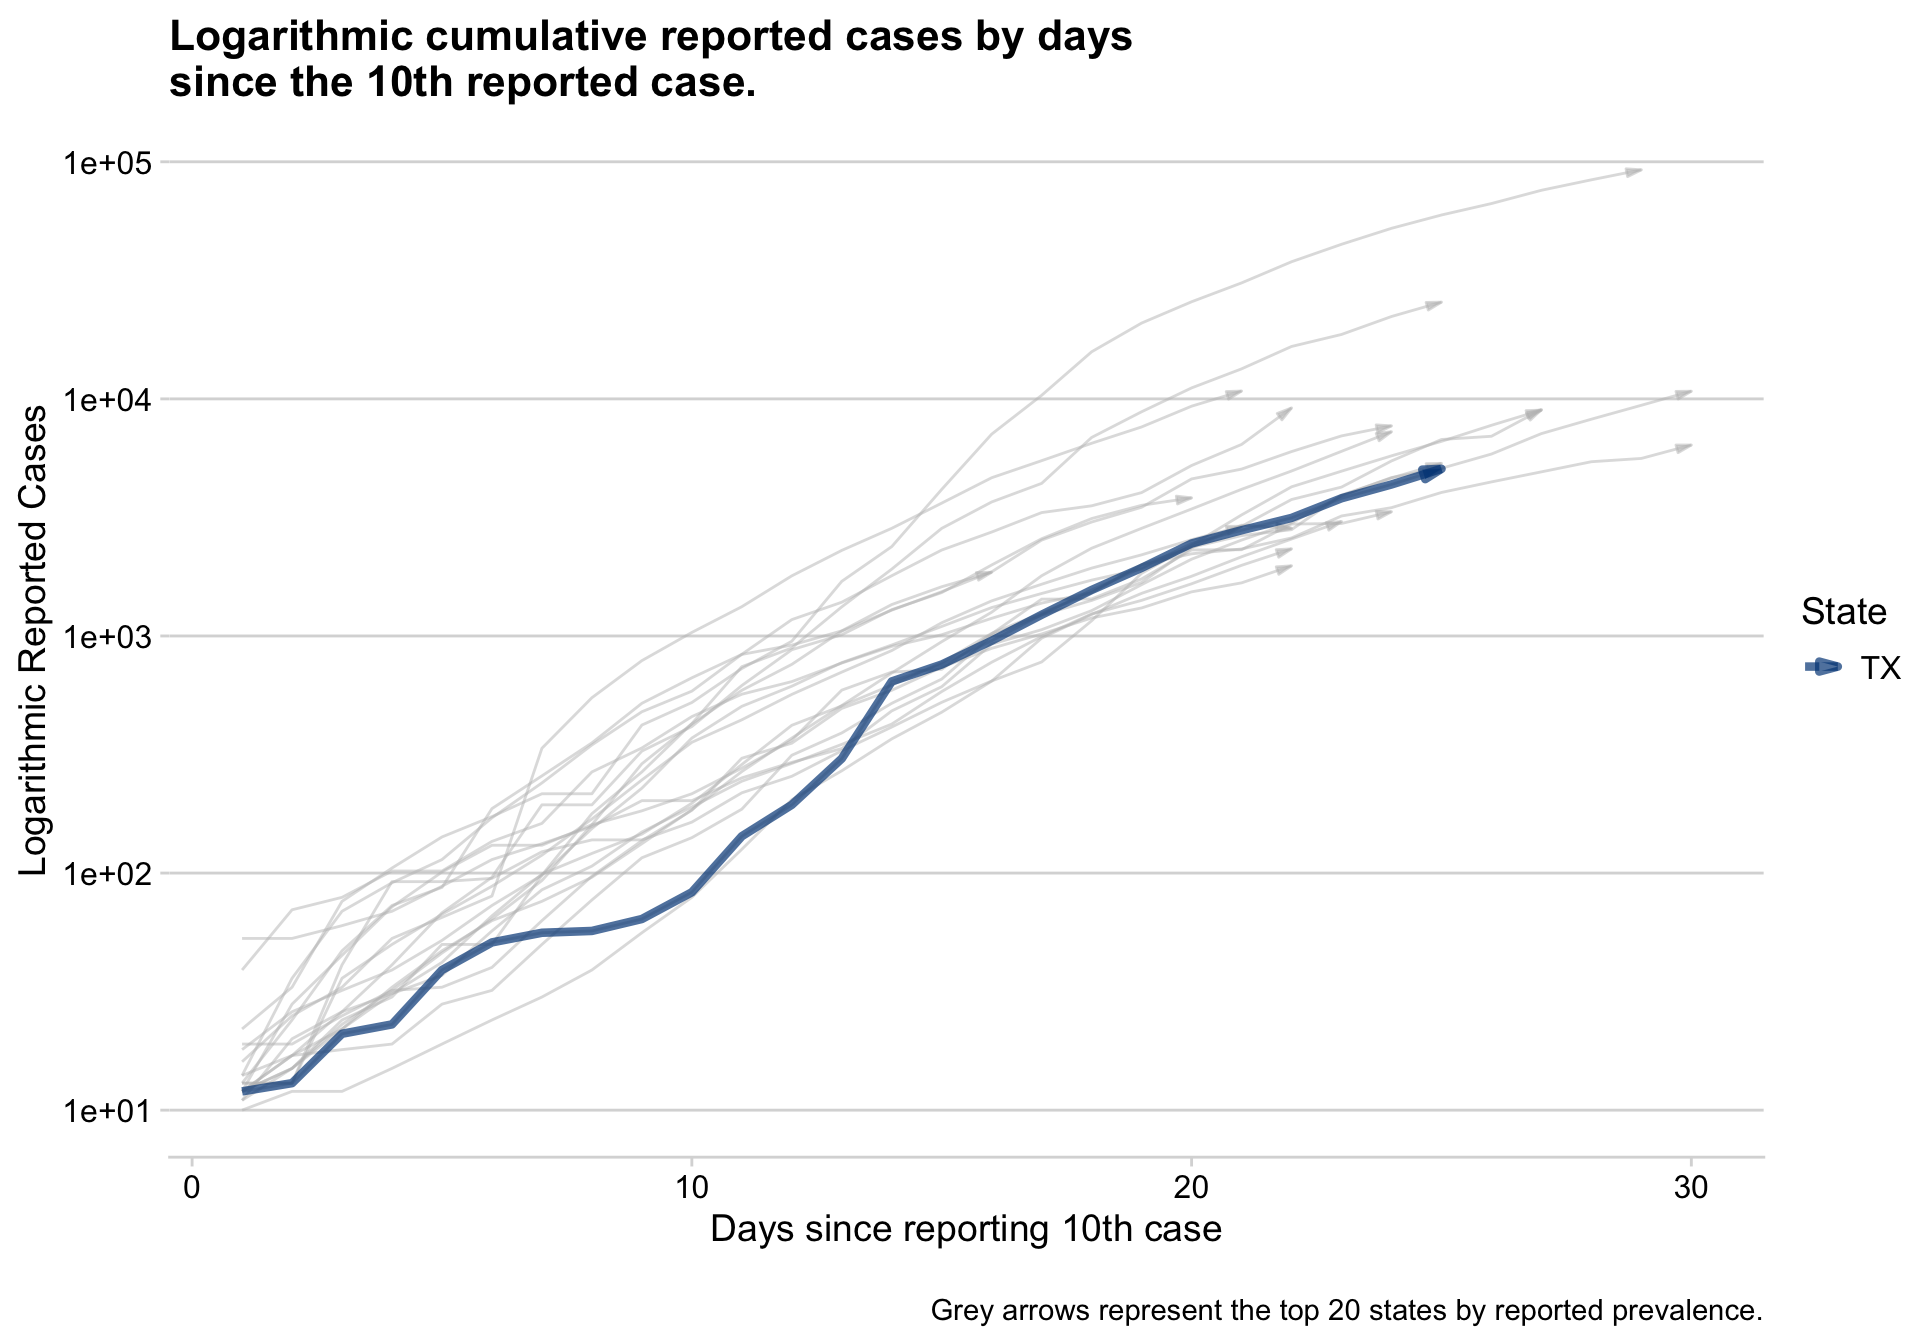 Logarithmic cumulative reported cases by days
since the 10th reported case.
1e+05
1e+04
1e+03
1e+02
1e+01
Logarithmic Reported Cases
0 10 20 30
Days since reporting 10th case
State
TX
Grey arrows represent the top 20 states by reported prevalence.